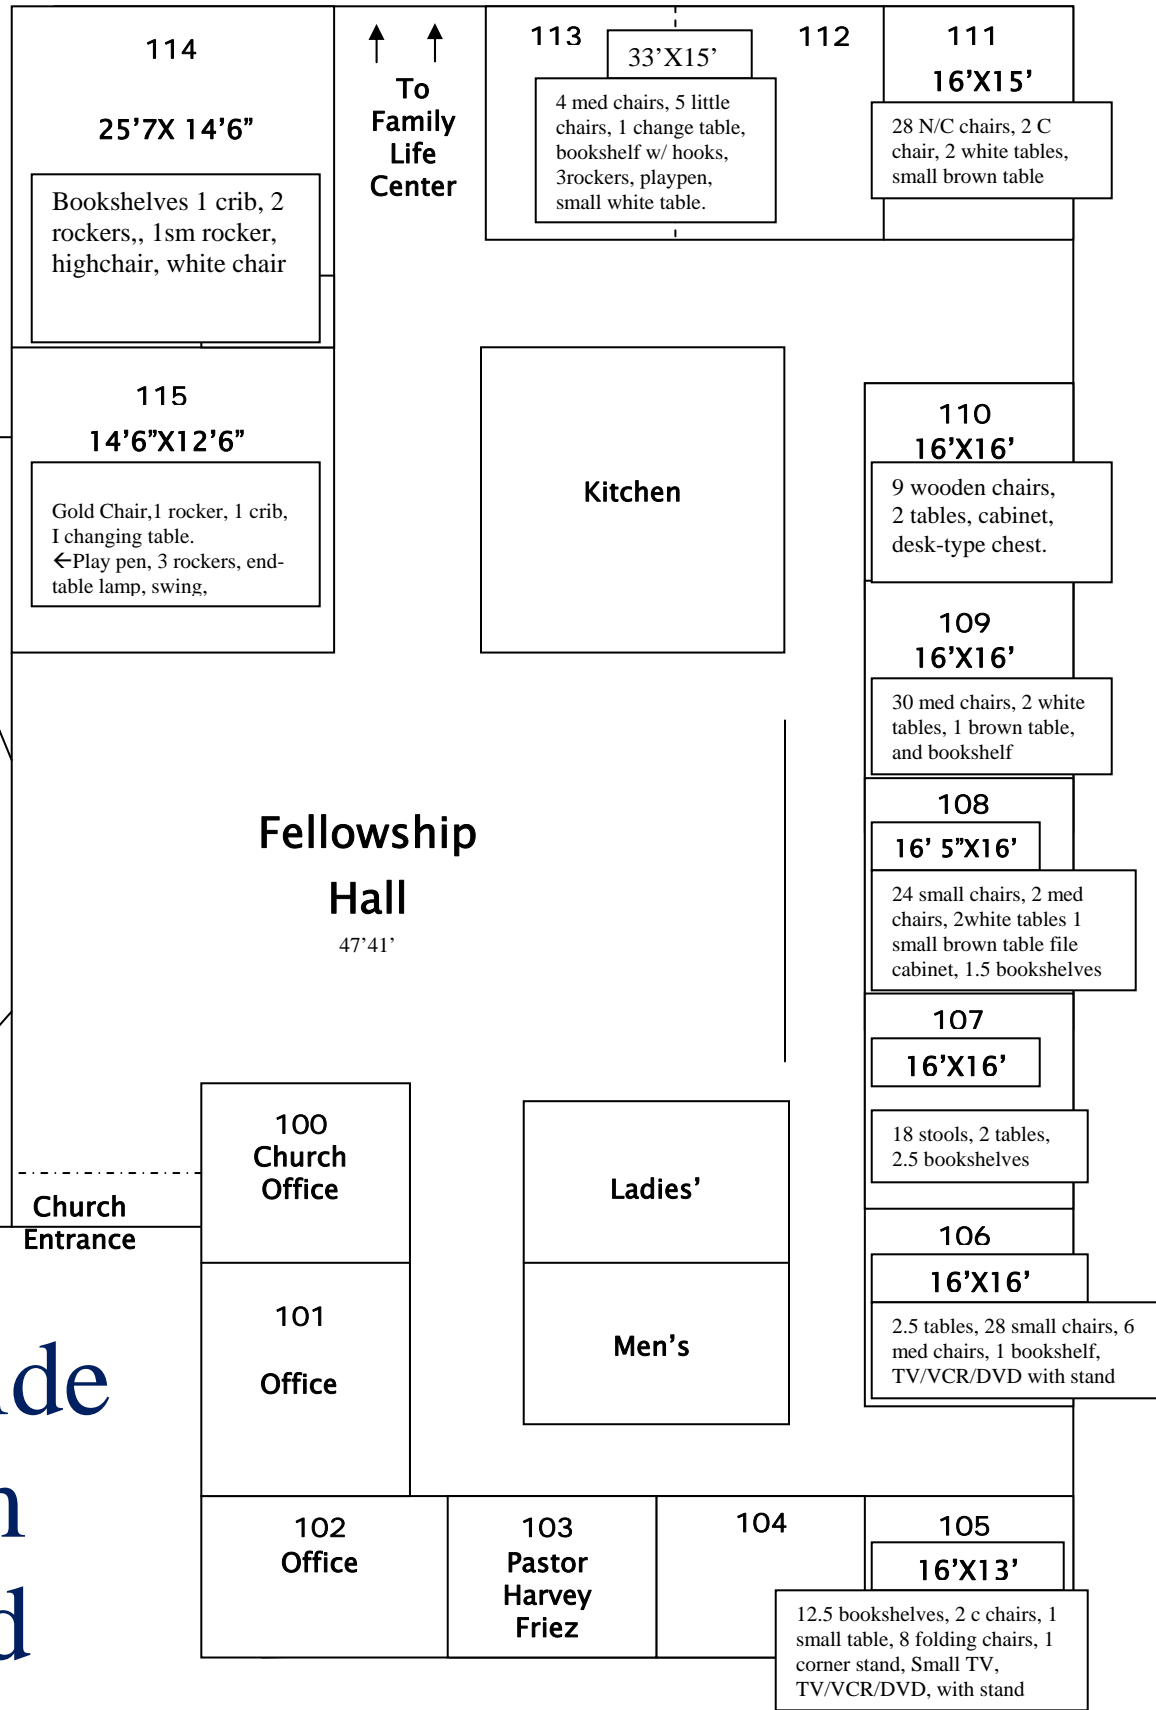 114
25'7X 14'6”
Bookshelves 1 crib, 2
rockers,, 1sm rocker,
highchair, white chair
To
Family
Life
Center
113
112
33’X15’
4 med chairs, 5 little
chairs, 1 change table,
bookshelf w/ hooks,
3rockers, playpen,
small white table.
111
16’X15’
28 N/C chairs, 2 C
chair, 2 white tables,
small brown table
115
14’6”X12’6”
Gold Chair,1 rocker, 1 crib,
I changing table.
←Play pen, 3 rockers, end-
table lamp, swing,
Kitchen
110
16’X16’
9 wooden chairs,
2 tables, cabinet,
desk-type chest.
109
16’X16’
30 med chairs, 2 white
tables, 1 brown table,
and bookshelf
Fellowship
Hall
47’41’
108
16’ 5”X16’
24 small chairs, 2 med
chairs, 2white tables 1
small brown table file
cabinet, 1.5 bookshelves
107
16’X16’
18 stools, 2 tables,
2.5 bookshelves
100
Church
Office
Ladies’
Church
Entrance
106
16’X16’
2.5 tables, 28 small chairs, 6
med chairs, 1 bookshelf,
TV/VCR/DVD with stand
101
Office
Men’s
102
Office
103
Pastor
Harvey
Friez
104
105
16’X13’
12.5 bookshelves, 2 c chairs, 1
small table, 8 folding chairs, 1
corner stand, Small TV,
TV/VCR/DVD, with stand